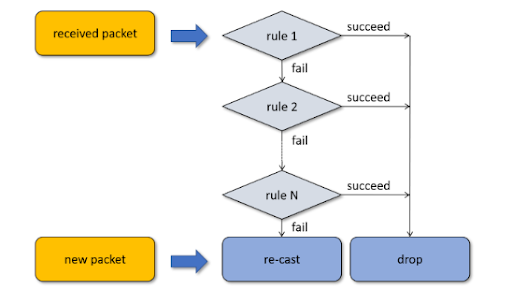 received packet
rule 1
succeed
fail
rule 2
succeed
fail
rule N
succeed
fail
new packet
re-cast
drop